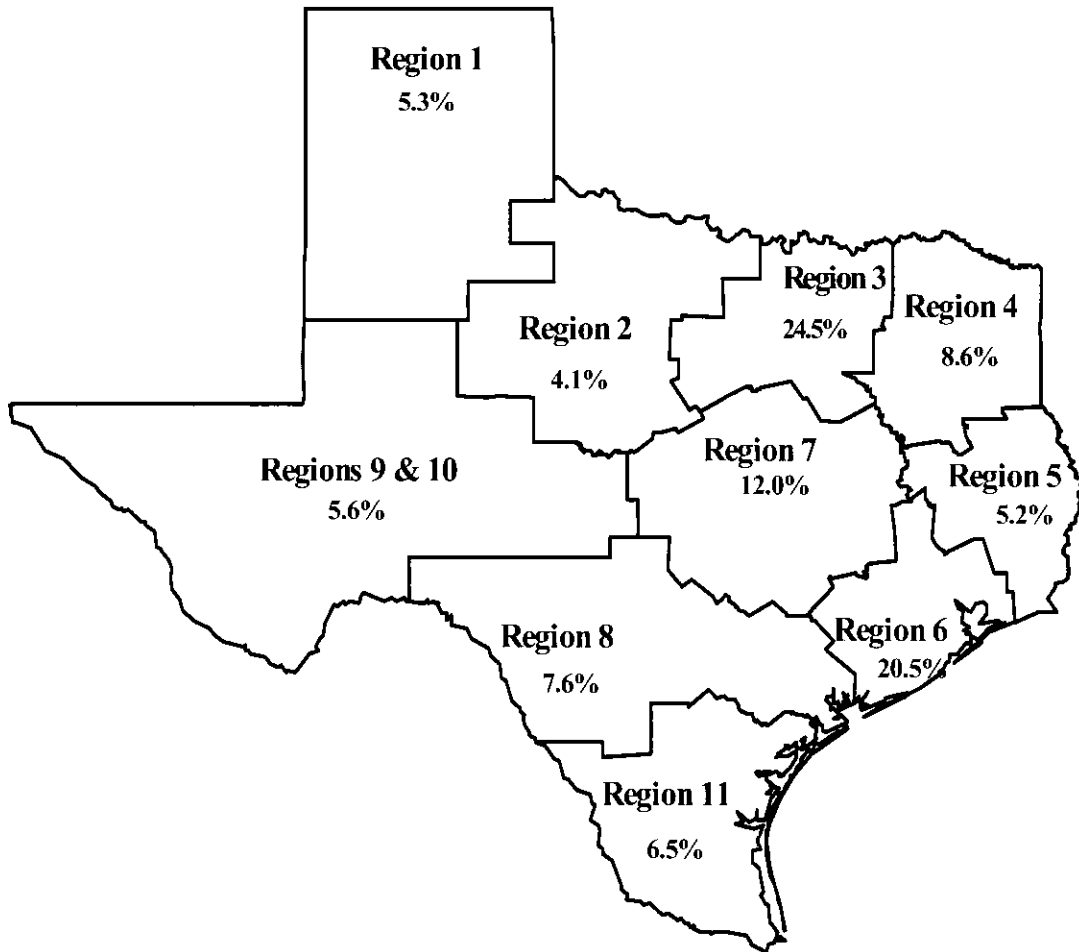 Region 1
5.3%
Region 2
4.1%
Region 3
24.5%
Region 4
8.6%
Regions 9 & 10
5.6%
Region 7
12.0%
Region 5
5.2%
Region 8
7.6%
Region 6
20.5%
Region 11
6.5%